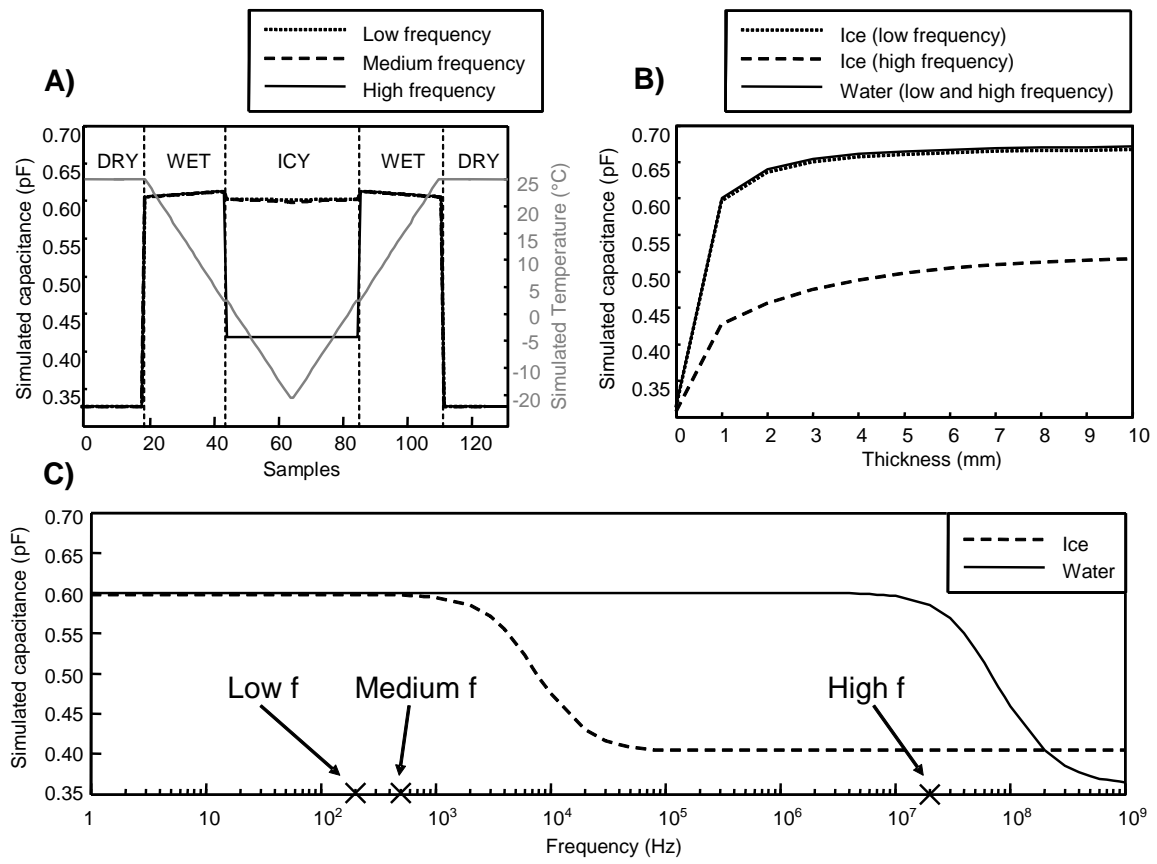 A)
Low frequency
Medium frequency
High frequency
DRY WET ICY WET DRY
Simulated capacitance (pF)
0.70
0.65
0.60
0.55
0.50
0.45
0.40
0.35
25
20
15
10
5
0
-5
-10
-20
Simulated Temperature (°C)
0 20 40 60 80 100 120
Samples
B)
Ice (low frequency)
Ice (high frequency)
Water (low and high frequency)
Simulated capacitance (pF)
0.70
0.65
0.60
0.55
0.50
0.45
0.40
0.35
0 1 2 3 4 5 6 7 8 9 10
Thickness (mm)
C)
Ice
Water
Simulated capacitance (pF)
0.70
0.65
0.60
0.55
0.50
0.45
0.40
0.35
Low f
Medium f
High f
1 10 10² 10³ 10⁴ 10⁵ 10⁶ 10⁷ 10⁸ 10⁹
Frequency (Hz)